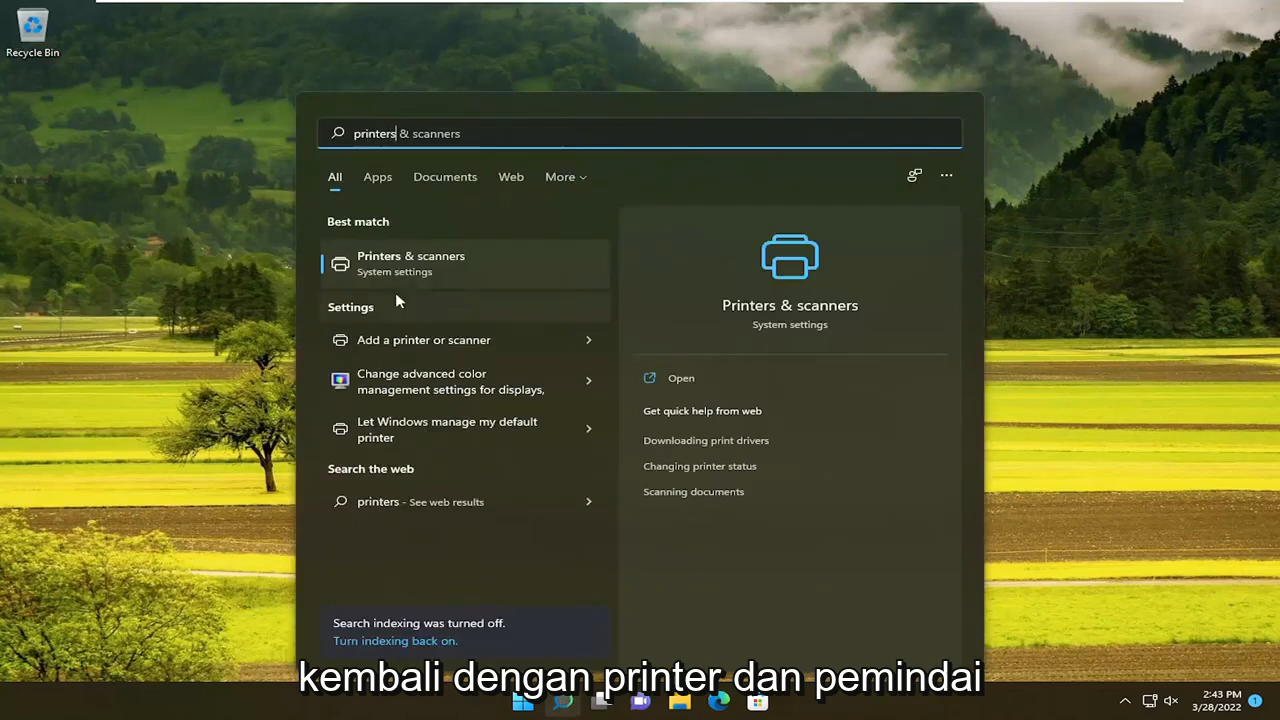 Recycle Bin
printers & scanners
All
Apps
Documents
Web
More
Best match
Printers & scanners
System settings
Settings
Add a printer or scanner
Change advanced color
management settings for displays,
Let Windows manage my default
printer
Search the web
printers - See web results
Search indexing was turned off.
Turn indexing back on.
Printers & scanners
System settings
Open
Get quick help from web
Downloading print drivers
Changing printer status
Scanning documents
kembali dengan printer dan pemindai
2:43 PM
3/28/2022
1